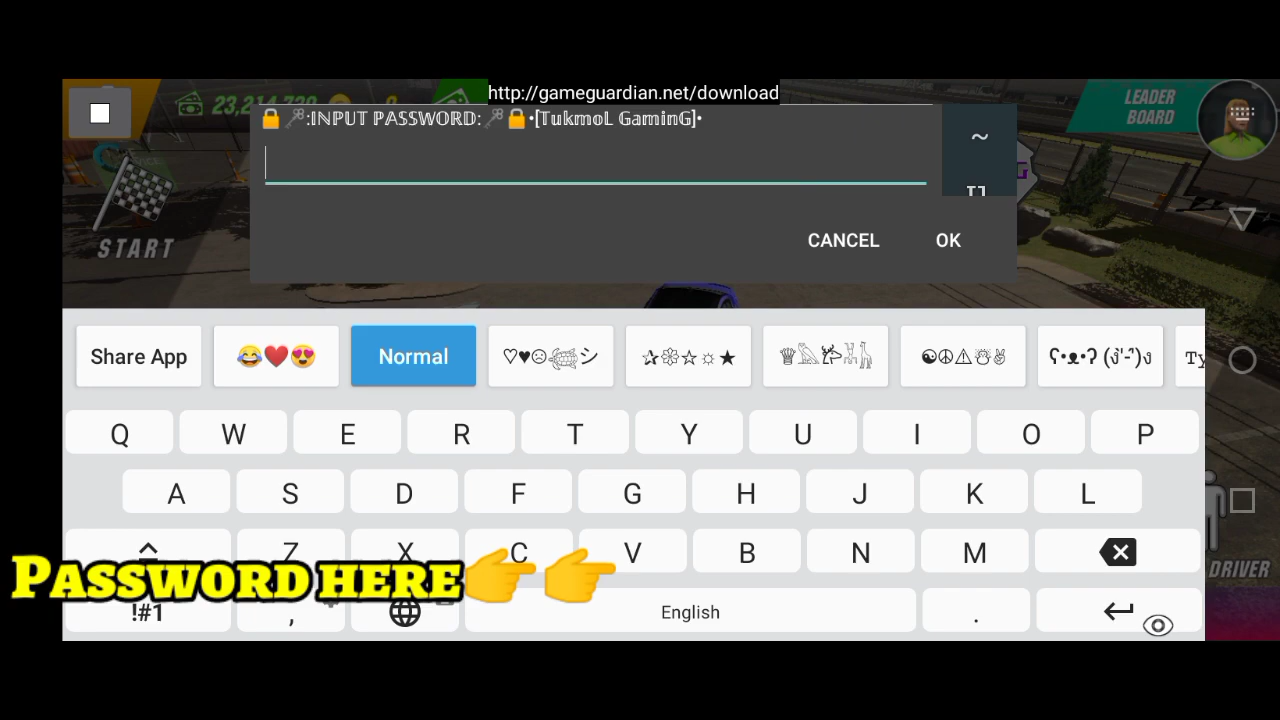 http://gameguardian.net/download
🔒🗝:𝕀ℕℙ𝕌𝕋 ℙ𝔸𝕊𝕊𝕎𝕆ℝ𝔻:🗝🔒•[𝕋𝕦𝕜𝕞𝕠𝕃 𝔾𝕒𝕞𝕚𝕟𝔾]•
LEADER
BOARD
START
CANCEL OK
Share App 😂❤️😍 Normal
Q W E R T Y U I O P
A S D F G H J K L
Z X C V B N M
PASSWORD HERE👉👉
DRIVER
!#1 , English .